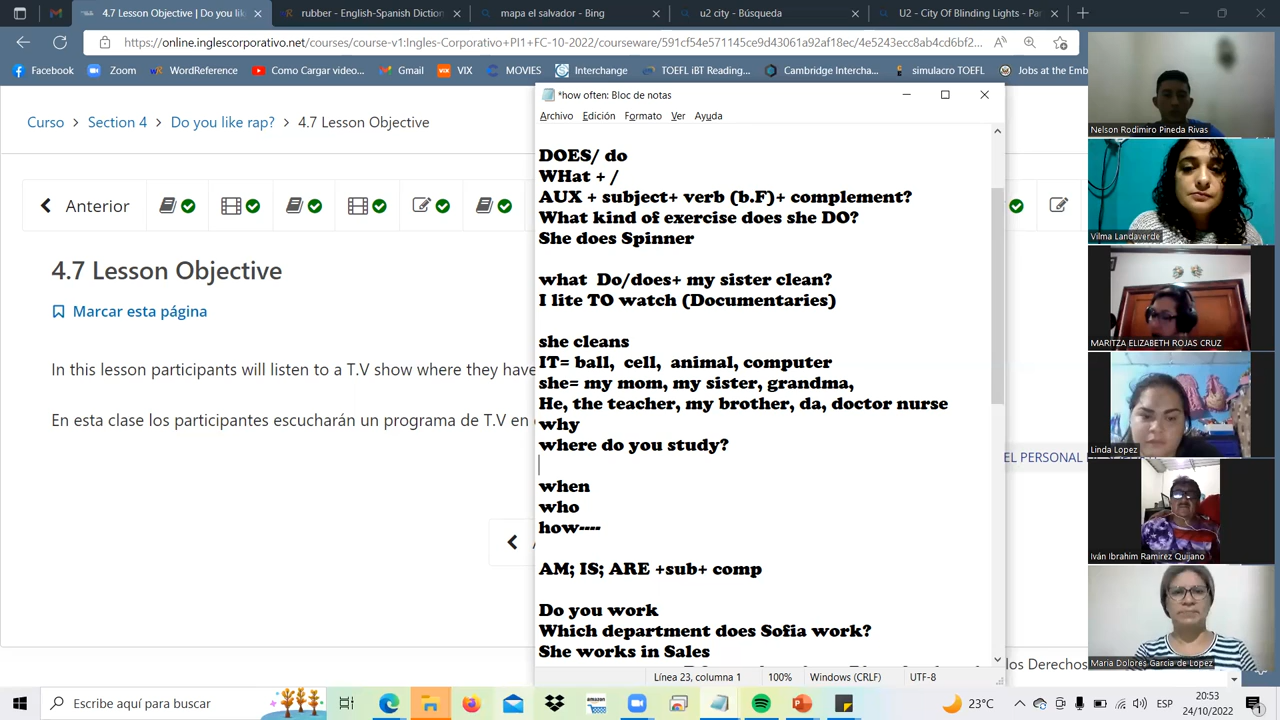 4.7 Lesson Objective | Do you like
rubber - English-Spanish Diction
mapa el salvador - Búsqueda
u2 city - Búsqueda
U2 - City Of Blinding Lights - Par
https://online.inglescorporativo.net/courses/course-v1:Ingles-Corporativo+PI1+FC-10-2022/courseware/591cf54e571145ce9d43061a92af18ec/4e5243ecc8ab4cd6bf2...
Facebook
Zoom
WordReference
Como Cargar video...
Gmail
VIX
MOVIES
Interchange
TOEFL iBT Reading...
Cambridge Intercha...
simulacro TOEFL
Jobs at the Emb
Curso > Section 4 > Do you like rap? > 4.7 Lesson Objective
Anterior
4.7 Lesson Objective
Marcar esta página
In this lesson participants will listen to a T.V show where they have
En esta clase los participantes escucharán un programa de T.V en
EL PERSONAL
los Derechos
*how often: Bloc de notas
Archivo Edición Formato Ver Ayuda
DOES/ do
WHat + /
AUX + subject+ verb (b.F)+ complement?
What kind of exercise does she DO?
She does Spinner
what Do/does+ my sister clean?
I lite TO watch (Documentaries)
she cleans
IT= ball, cell, animal, computer
she= my mom, my sister, grandma,
He, the teacher, my brother, da, doctor nurse
why
where do you study?
when
who
how----
AM; IS; ARE +sub+ comp
Do you work
Which department does Sofia work?
She works in Sales
Línea 23, columna 1 100% Windows (CRLF) UTF-8
Nelson Rodimiro Pineda Rivas
Vilma Landaverde
MARITZA ELIZABETH ROJAS CRUZ
Linda Lopez
Iván Ibrahim Ramirez Quijano
Maria Dolores Garcia de Lopez
Escribe aquí para buscar
23°C
ESP
20:53
24/10/2022